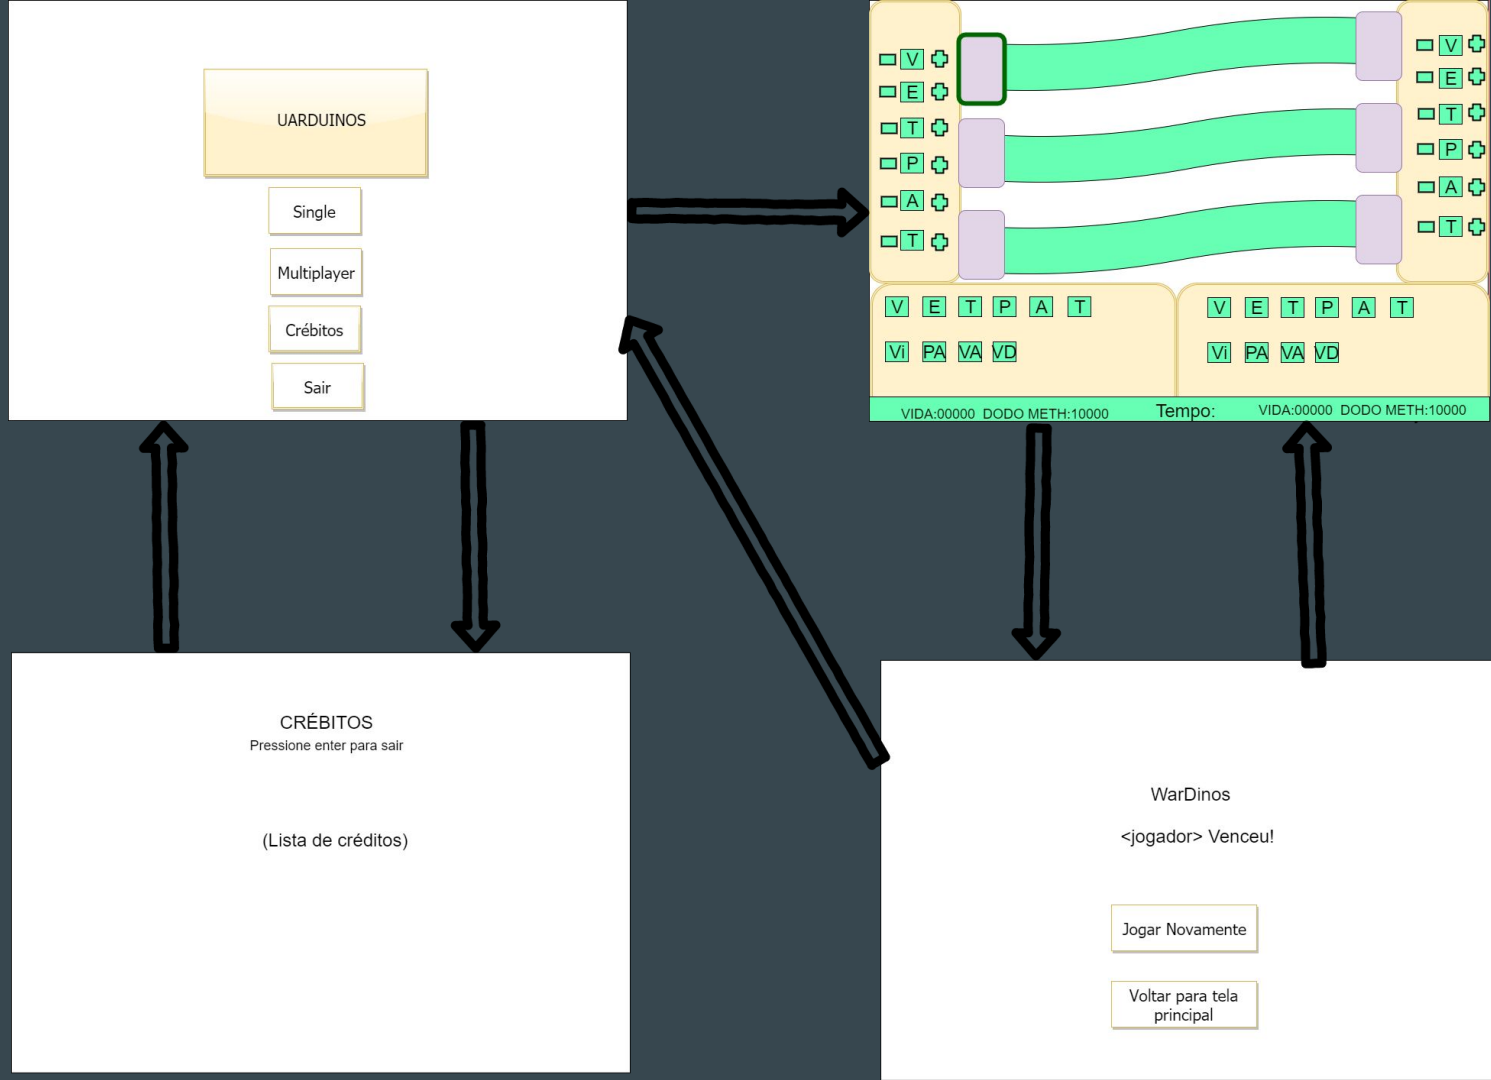 UARDUINOS
Single
Multiplayer
Crébitos
Sair
V
E
T
P
A
T
V
E
T
P
A
T
V E T P A T
Vi PA VA VD
V E T P A T
Vi PA VA VD
VIDA:00000 DODO METH:10000
Tempo:
VIDA:00000 DODO METH:10000
CRÉBITOS
Pressione enter para sair
(Lista de créditos)
WarDinos
<jogador> Venceu!
Jogar Novamente
Voltar para tela
principal